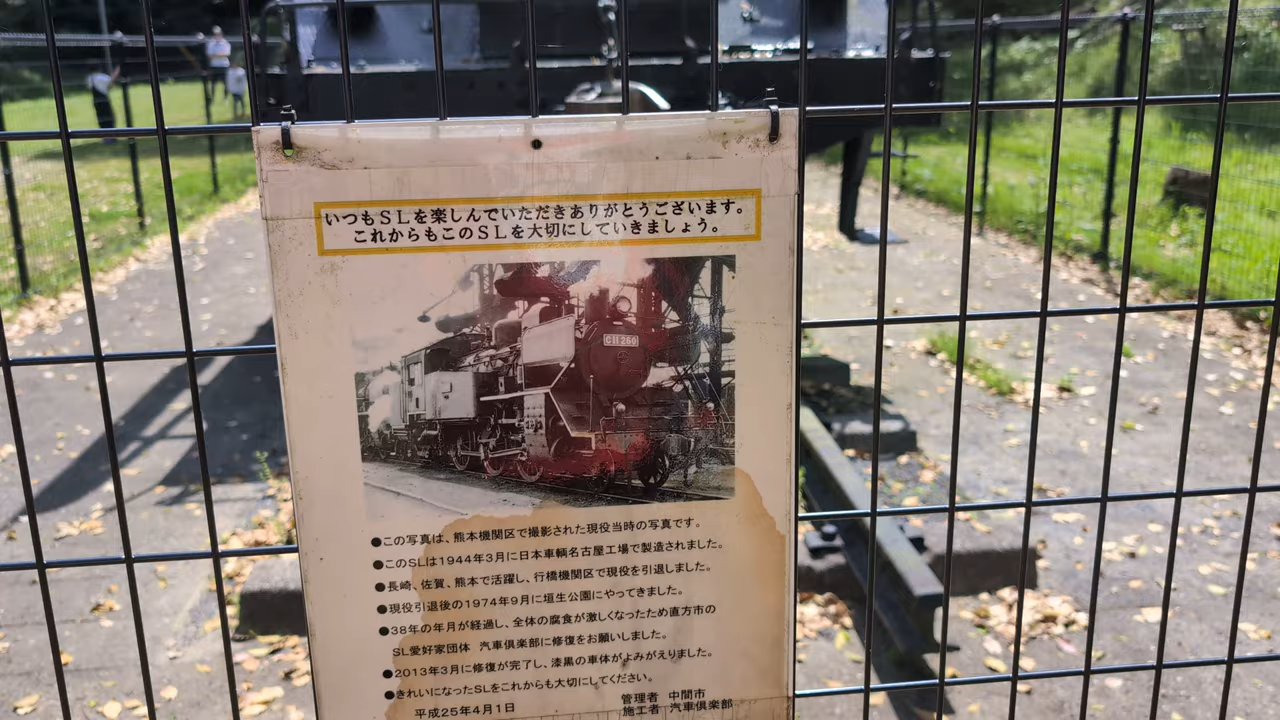 いつもSLを楽しんでいただきありがとうございます。
これからもこのSLを大切にしていきましょう。
C11 260
●この写真は、熊本機関区で撮影された現役当時の写真です。
●このSLは1944年3月に日本車輌名古屋工場で製造されました。
●長崎、佐賀、熊本で活躍し、行橋機関区で現役を引退しました。
●現役引退後の1974年9月に垣生公園にやってきました。
●38年の年月が経過し、全体の腐食が激しくなったため直方市の
SL愛好家団体 汽車倶楽部に修復をお願いしました。
●2013年3月に修復が完了し、漆黒の車体がよみがえりました。
●きれいになったSLをこれからも大切にしてください。
平成25年4月1日
管理者 中間市
施工者 汽車倶楽部